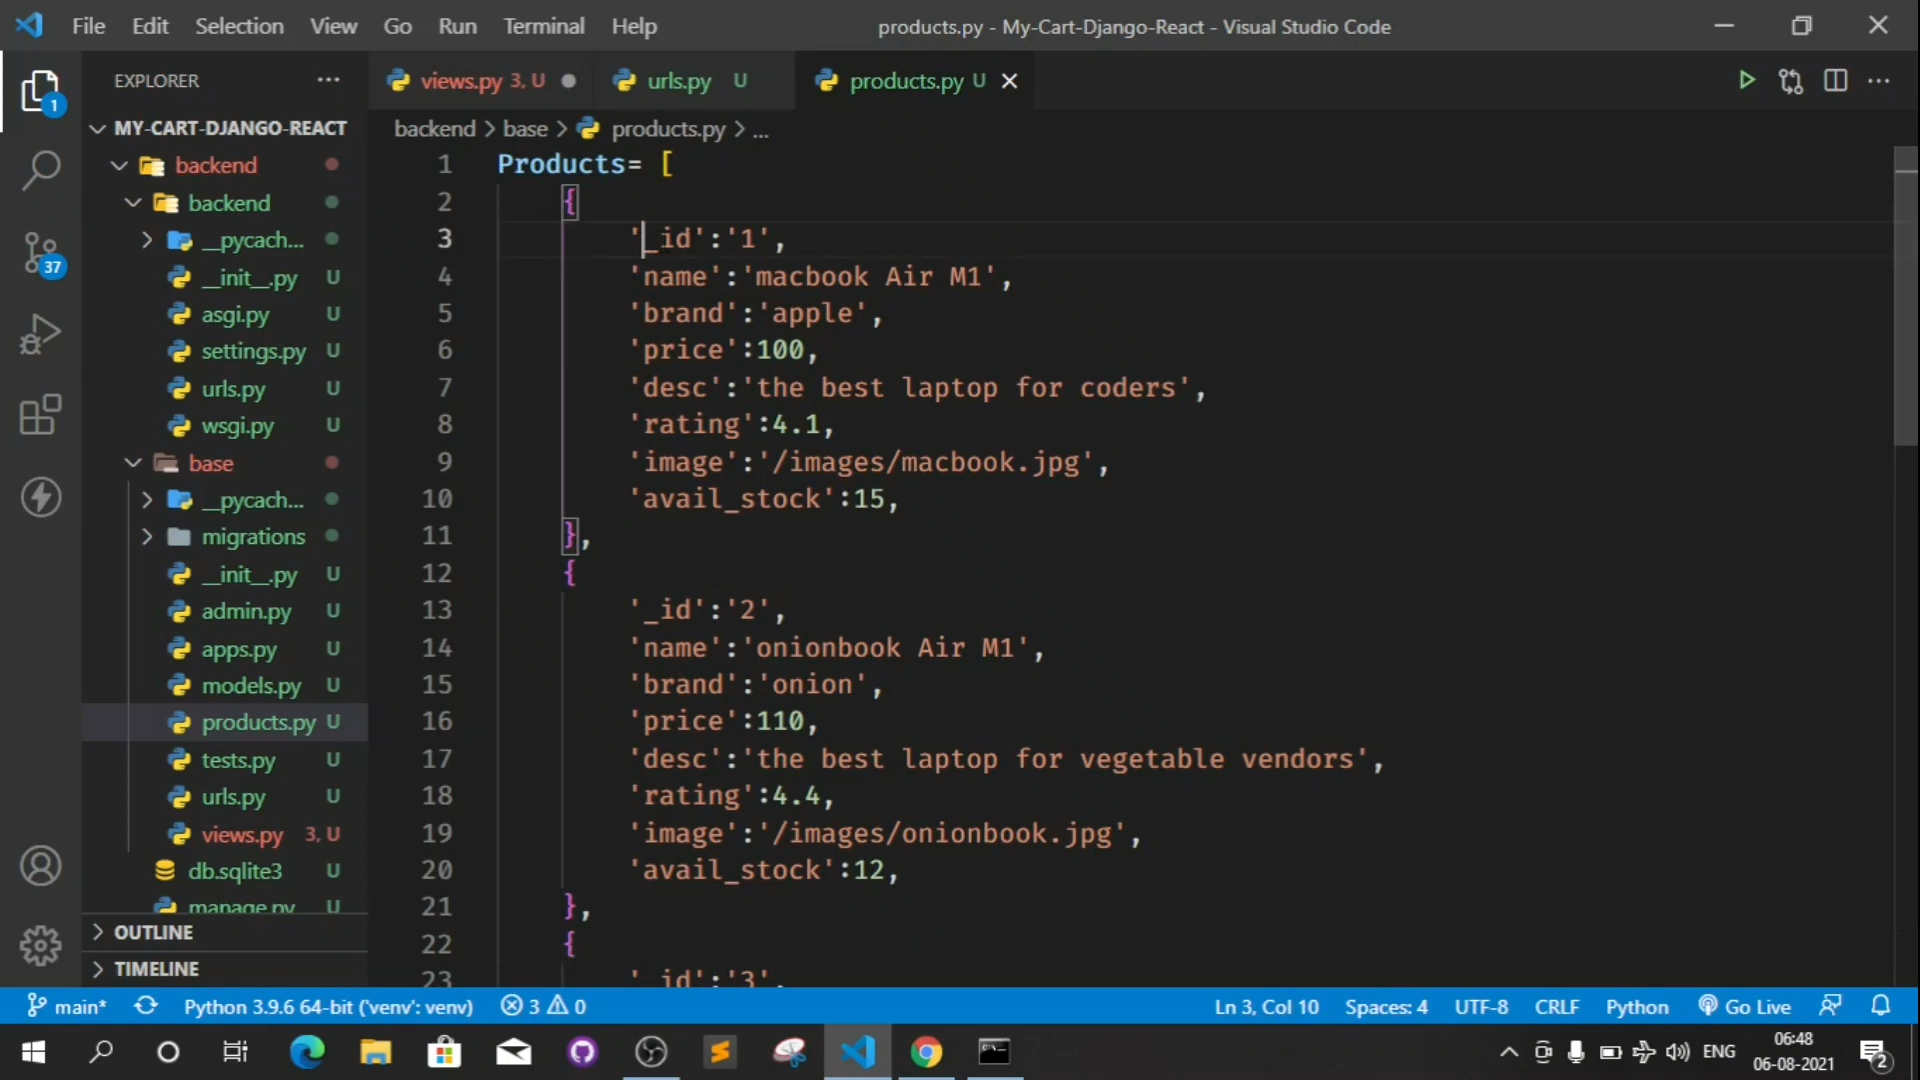 File Edit Selection View Go Run Terminal Help products.py - My-Cart-Django-React - Visual Studio Code
EXPLORER ... views.py 3, U urls.py U products.py U
1
MY-CART-DJANGO-REACT
backend > base > products.py > ...
backend
backend
__pycach...
__init__.py U
asgi.py U
settings.py U
urls.py U
wsgi.py U
base
__pycach...
migrations
__init__.py U
admin.py U
apps.py U
models.py U
products.py U
tests.py U
urls.py U
views.py 3, U
db.sqlite3 U
manage.py U
OUTLINE
TIMELINE
37
1 Products= [
2 {
3 '_id':'1',
4 'name':'macbook Air M1',
5 'brand':'apple',
6 'price':100,
7 'desc':'the best laptop for coders',
8 'rating':4.1,
9 'image':'/images/macbook.jpg',
10 'avail_stock':15,
11 },
12 {
13 '_id':'2',
14 'name':'onionbook Air M1',
15 'brand':'onion',
16 'price':110,
17 'desc':'the best laptop for vegetable vendors',
18 'rating':4.4,
19 'image':'/images/onionbook.jpg',
20 'avail_stock':12,
21 },
22 {
23 '_id':'3',
main* Python 3.9.6 64-bit ('venv': venv) 3 0 Ln 3, Col 10 Spaces: 4 UTF-8 CRLF Python Go Live
ENG 06:48
06-08-2021 2